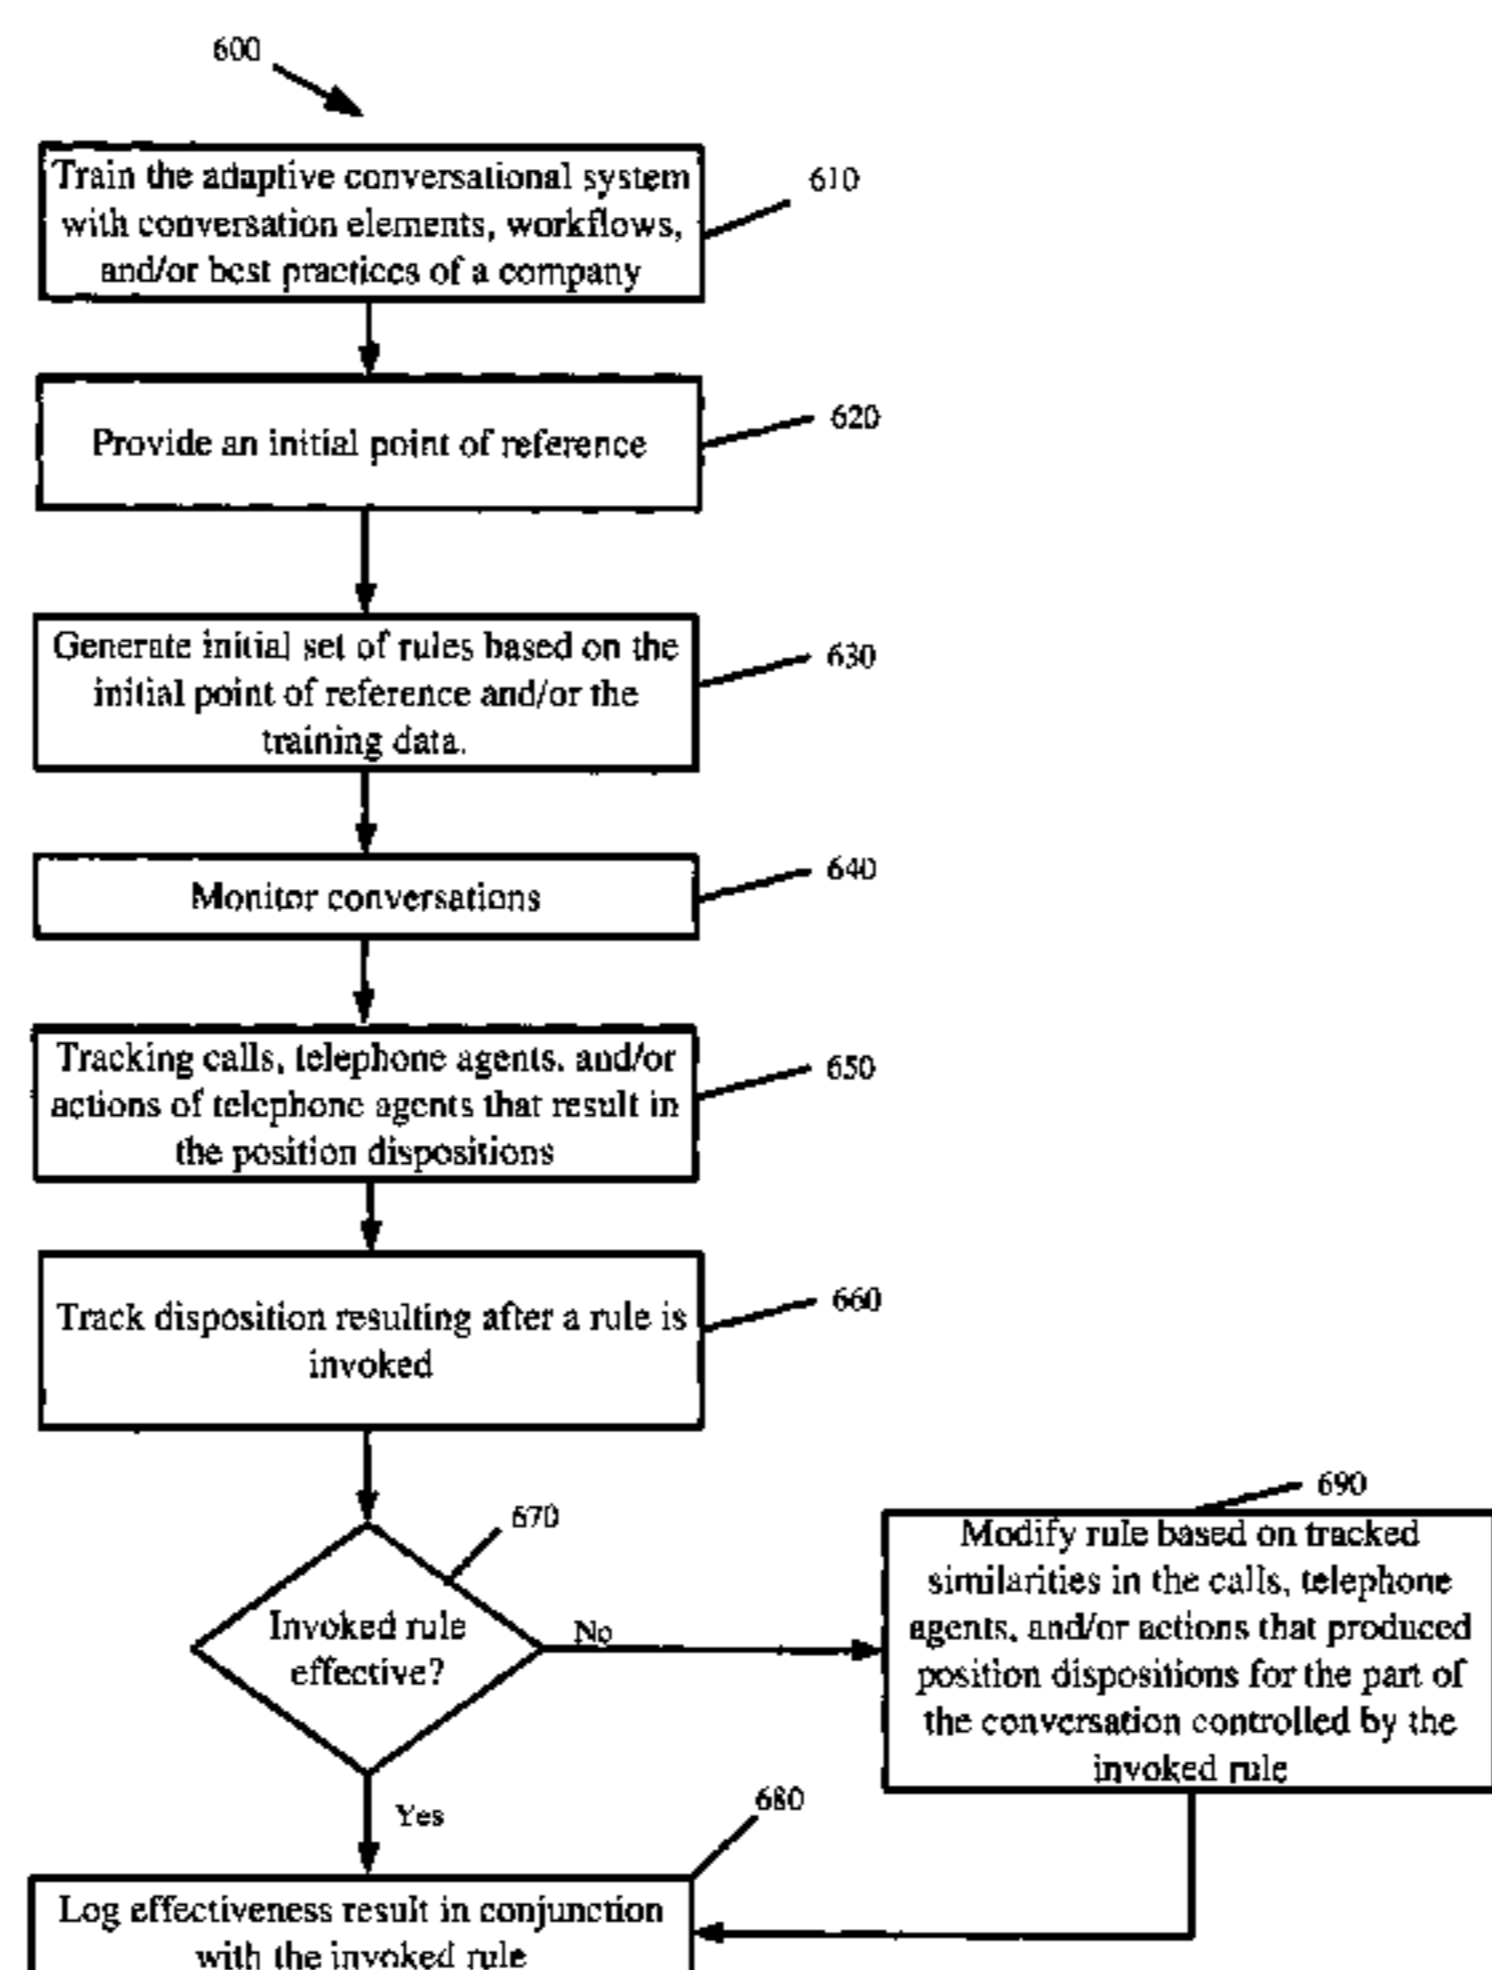 600
Train the adaptive conversational system
with conversation elements, workflows,
and/or best practices of a company
610
Provide an initial point of reference
620
Generate initial set of rules based on the
initial point of reference and/or the
training data.
630
Monitor conversations
640
Tracking calls, telephone agents, and/or
actions of telephone agents that result in
the position dispositions
650
Track disposition resulting after a rule is
invoked
660
670
Invoked rule
effective?
No
690
Modify rule based on tracked
similarities in the calls, telephone
agents, and/or actions that produced
position dispositions for the part of
the conversation controlled by the
invoked rule
Yes
680
Log effectiveness result in conjunction
with the invoked rule